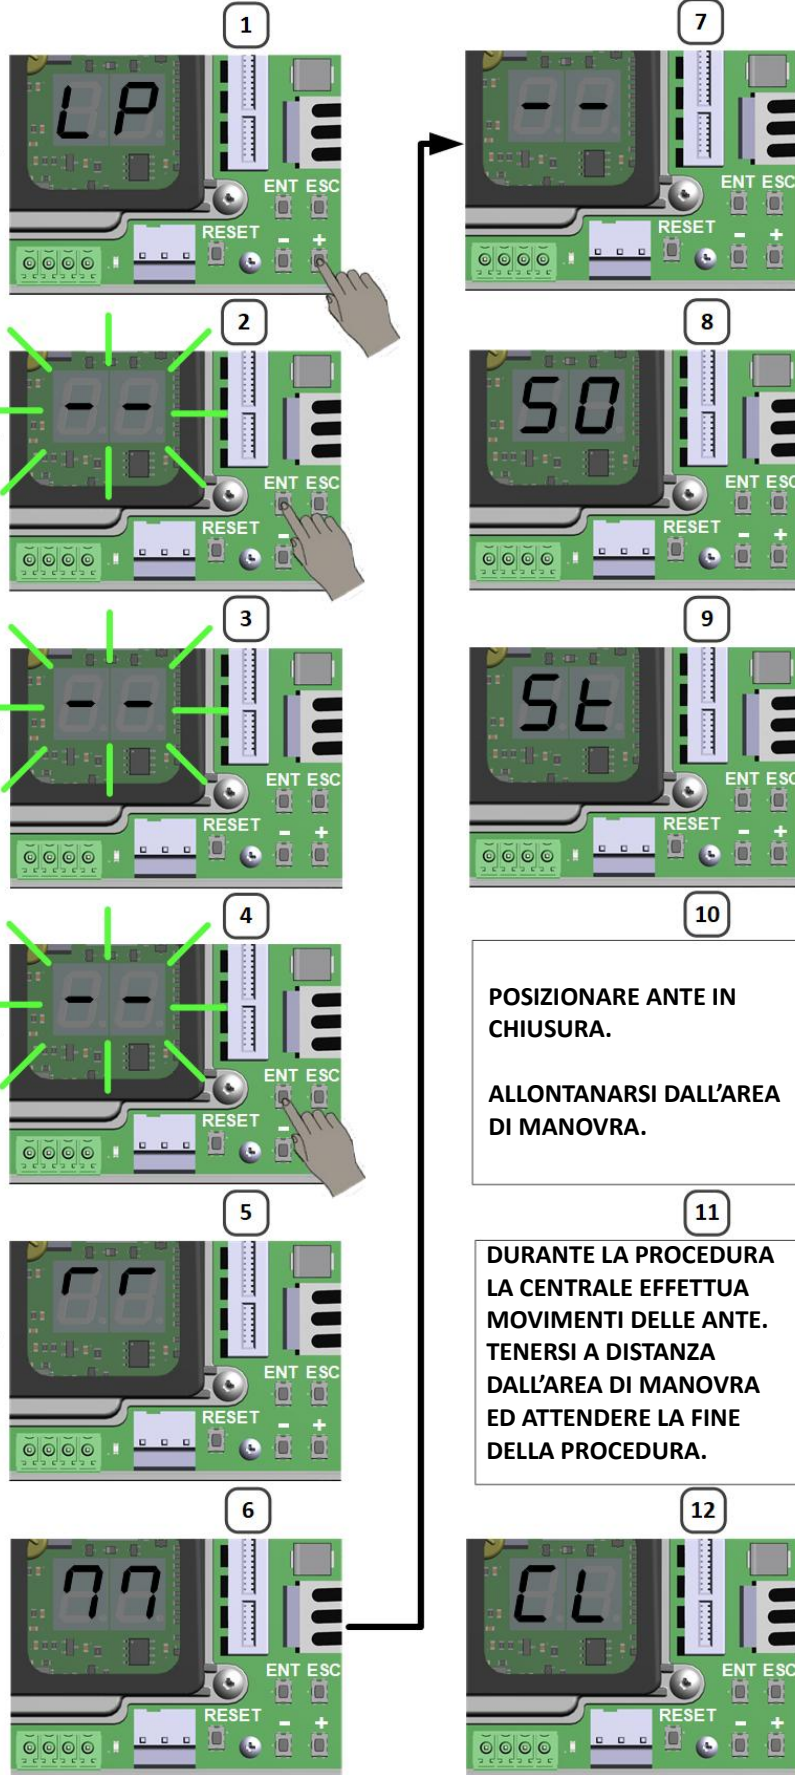 1
LP
ENT ESC
RESET - +
2
- -
ENT ESC
RESET -
3
- -
ENT ESC
RESET - +
4
- -
ENT ESC
RESET -
5
ENT ESC
RESET - +
6
ENT ESC
RESET - +
7
- -
ENT ESC
RESET - +
8
50
ENT ESC
RESET - +
9
St
ENT ESC
RESET - +
10
POSIZIONARE ANTE IN
CHIUSURA.
ALLONTANARSI DALL’AREA
DI MANOVRA.
11
DURANTE LA PROCEDURA
LA CENTRALE EFFETTUA
MOVIMENTI DELLE ANTE.
TENERSI A DISTANZA
DALL’AREA DI MANOVRA
ED ATTENDERE LA FINE
DELLA PROCEDURA.
12
CL
ENT ESC
RESET - +